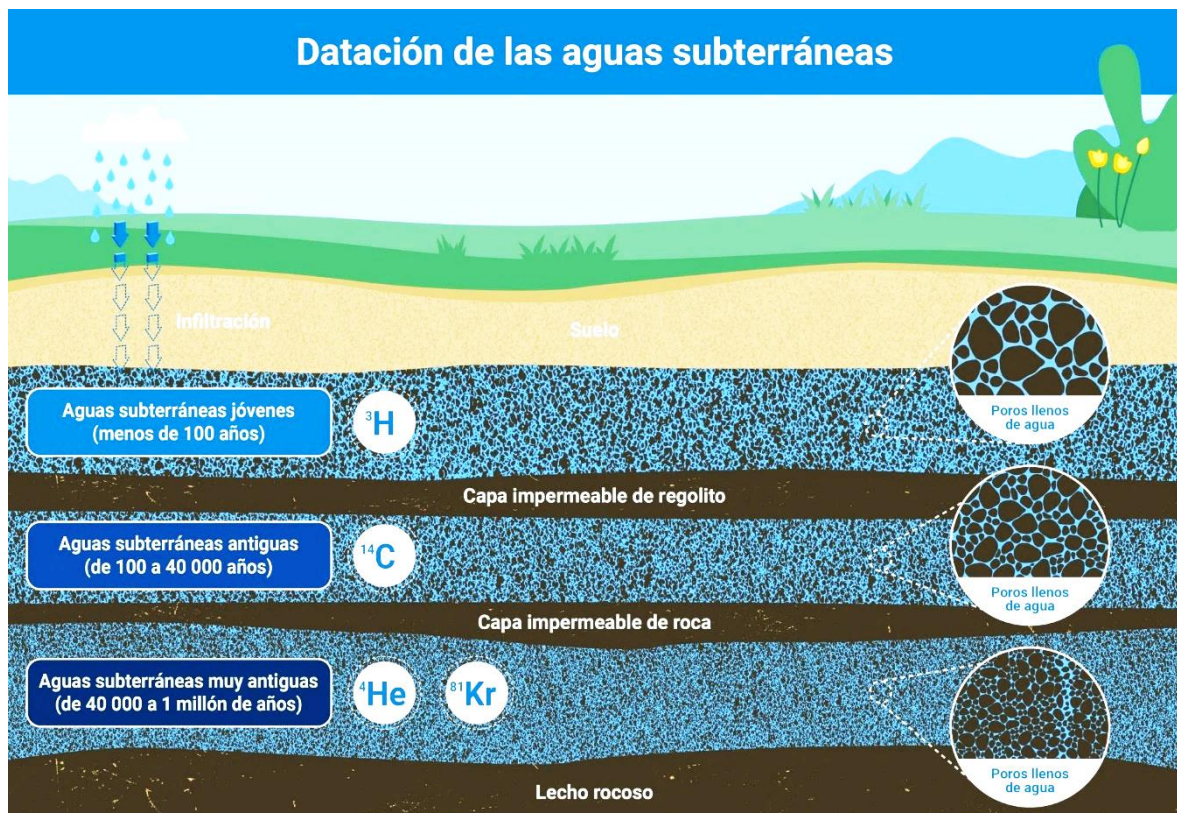 Datación de las aguas subterráneas
Infiltración
Suelo
Poros llenos
de agua
Aguas subterráneas jóvenes
(menos de 100 años)
³H
Capa impermeable de regolito
Aguas subterráneas antiguas
(de 100 a 40 000 años)
¹⁴C
Poros llenos
de agua
Capa impermeable de roca
Aguas subterráneas muy antiguas
(de 40 000 a 1 millón de años)
⁴He
⁸¹Kr
Poros llenos
de agua
Lecho rocoso